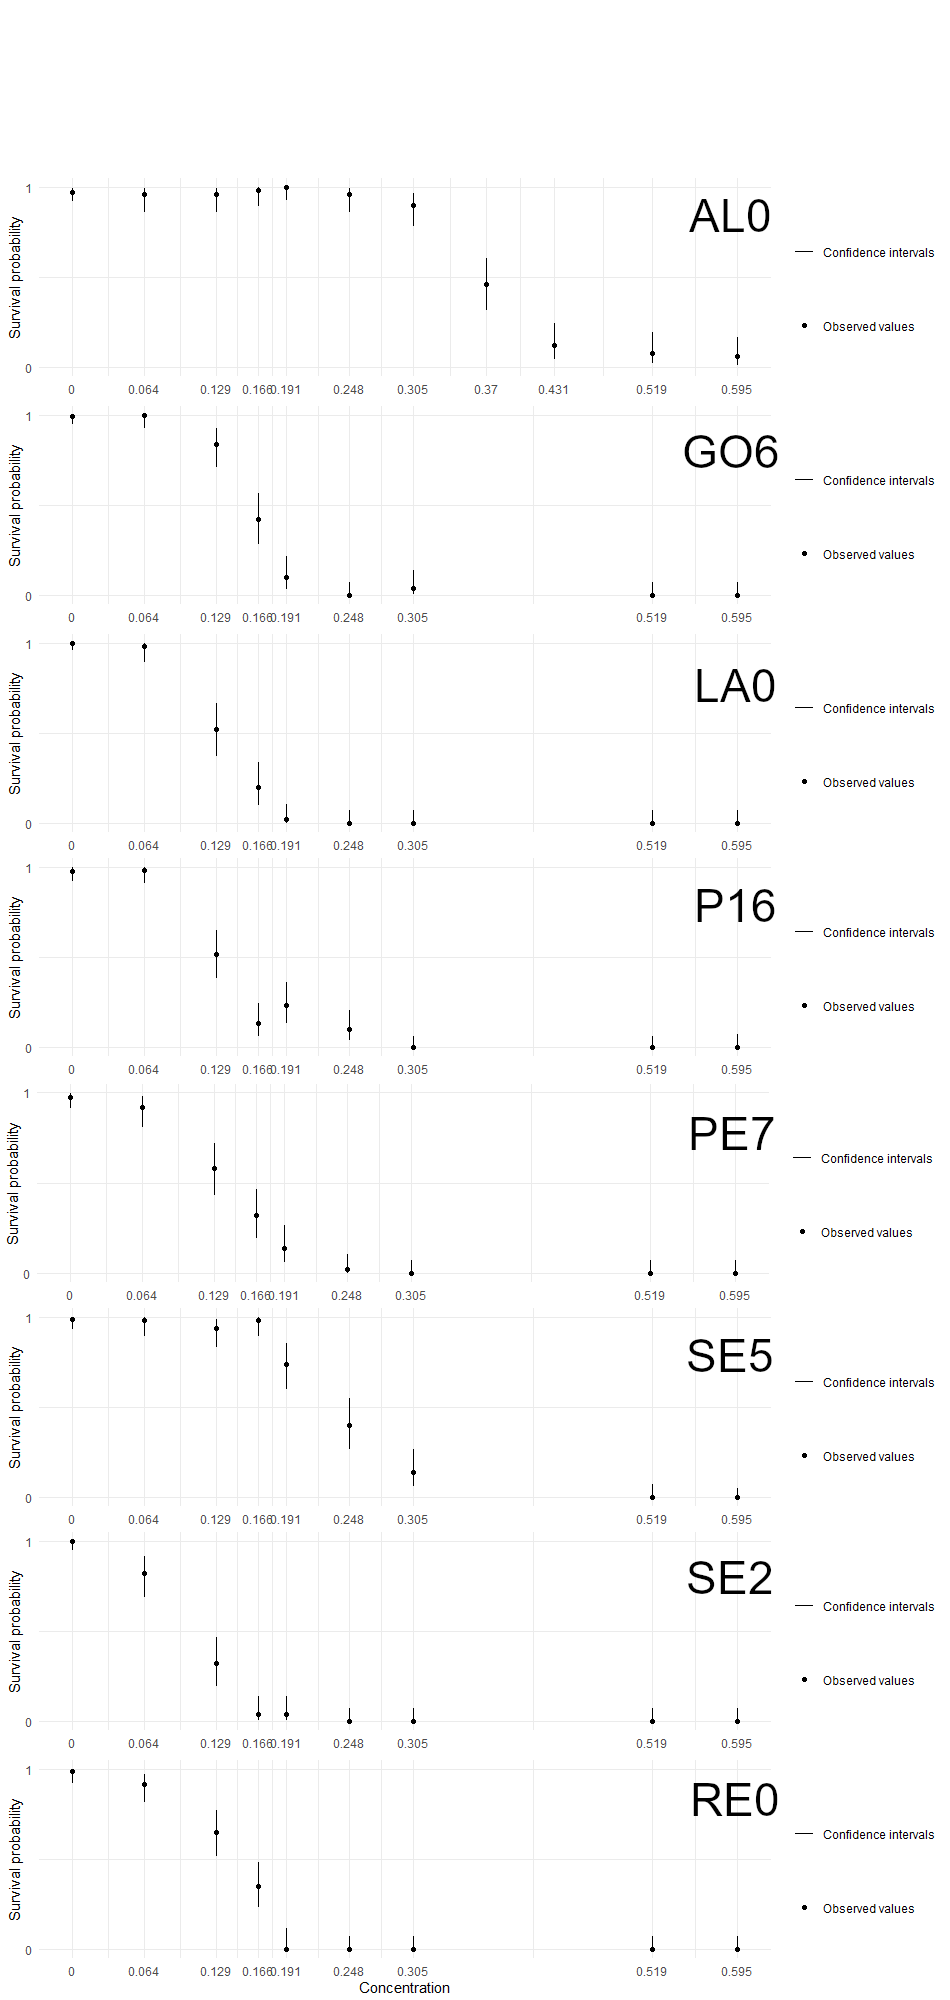 1
AL0
Survival probability
Confidence intervals
Observed values
0
0 0.064 0.129 0.166 0.191 0.248 0.305 0.37 0.431 0.519 0.595
1
GO6
Survival probability
Confidence intervals
Observed values
0
0 0.064 0.129 0.166 0.191 0.248 0.305 0.519 0.595
1
LA0
Survival probability
Confidence intervals
Observed values
0
0 0.064 0.129 0.166 0.191 0.248 0.305 0.519 0.595
1
P16
Survival probability
Confidence intervals
Observed values
0
0 0.064 0.129 0.166 0.191 0.248 0.305 0.519 0.595
1
PE7
Survival probability
Confidence intervals
Observed values
0
0 0.064 0.129 0.166 0.191 0.248 0.305 0.519 0.595
1
SE5
Survival probability
Confidence intervals
Observed values
0
0 0.064 0.129 0.166 0.191 0.248 0.305 0.519 0.595
1
SE2
Survival probability
Confidence intervals
Observed values
0
0 0.064 0.129 0.166 0.191 0.248 0.305 0.519 0.595
1
RE0
Survival probability
Confidence intervals
Observed values
0
0 0.064 0.129 0.166 0.191 0.248 0.305 0.519 0.595
Concentration